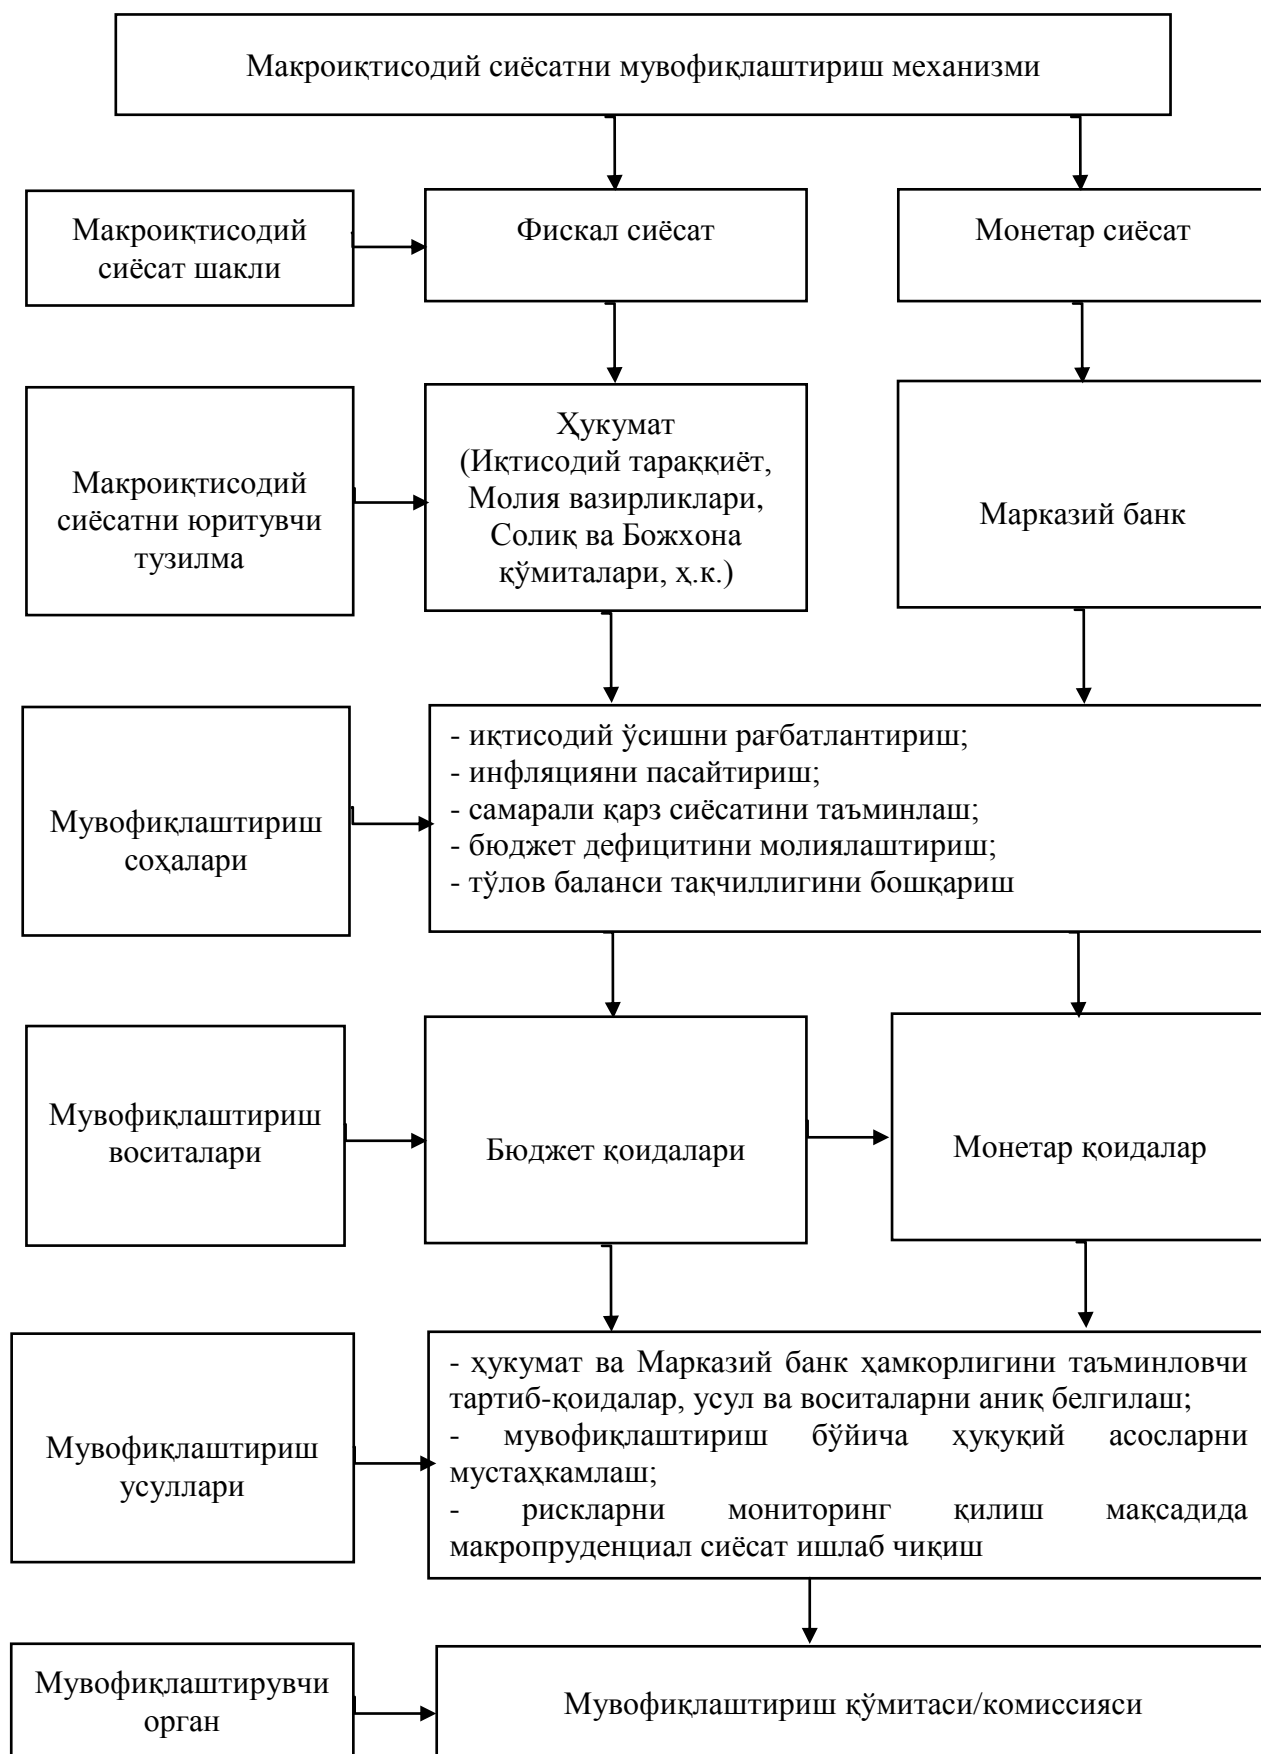 Макроиқтисодий сиёсатни мувофиқлаштириш механизми
Макроиқтисодий
сиёсат шакли
Фискал сиёсат
Монетар сиёсат
Макроиқтисодий
сиёсатни юритувчи
тузилма
Ҳукумат
(Иқтисодий тараққиёт,
Молия вазирликлари,
Солиқ ва Божхона
қўмиталари, ҳ.к.)
Марказий банк
Мувофиқлаштириш
соҳалари
- иқтисодий ўсишни рағбатлантириш;
- инфляцияни пасайтириш;
- самарали қарз сиёсатини таъминлаш;
- бюджет дефицитини молиялаштириш;
- тўлов баланси тақчиллигини бошқариш
Мувофиқлаштириш
воситалари
Бюджет қоидалари
Монетар қоидалар
Мувофиқлаштириш
усуллари
- ҳукумат ва Марказий банк ҳамкорлигини таъминловчи
тартиб-қоидалар, усул ва воситаларни аниқ белгилаш;
- мувофиқлаштириш бўйича ҳуқуқий асосларни
мустаҳкамлаш;
- рискларни мониторинг қилиш мақсадида
макропруденциал сиёсат ишлаб чиқиш
Мувофиқлаштирувчи
орган
Мувофиқлаштириш қўмитаси/комиссияси